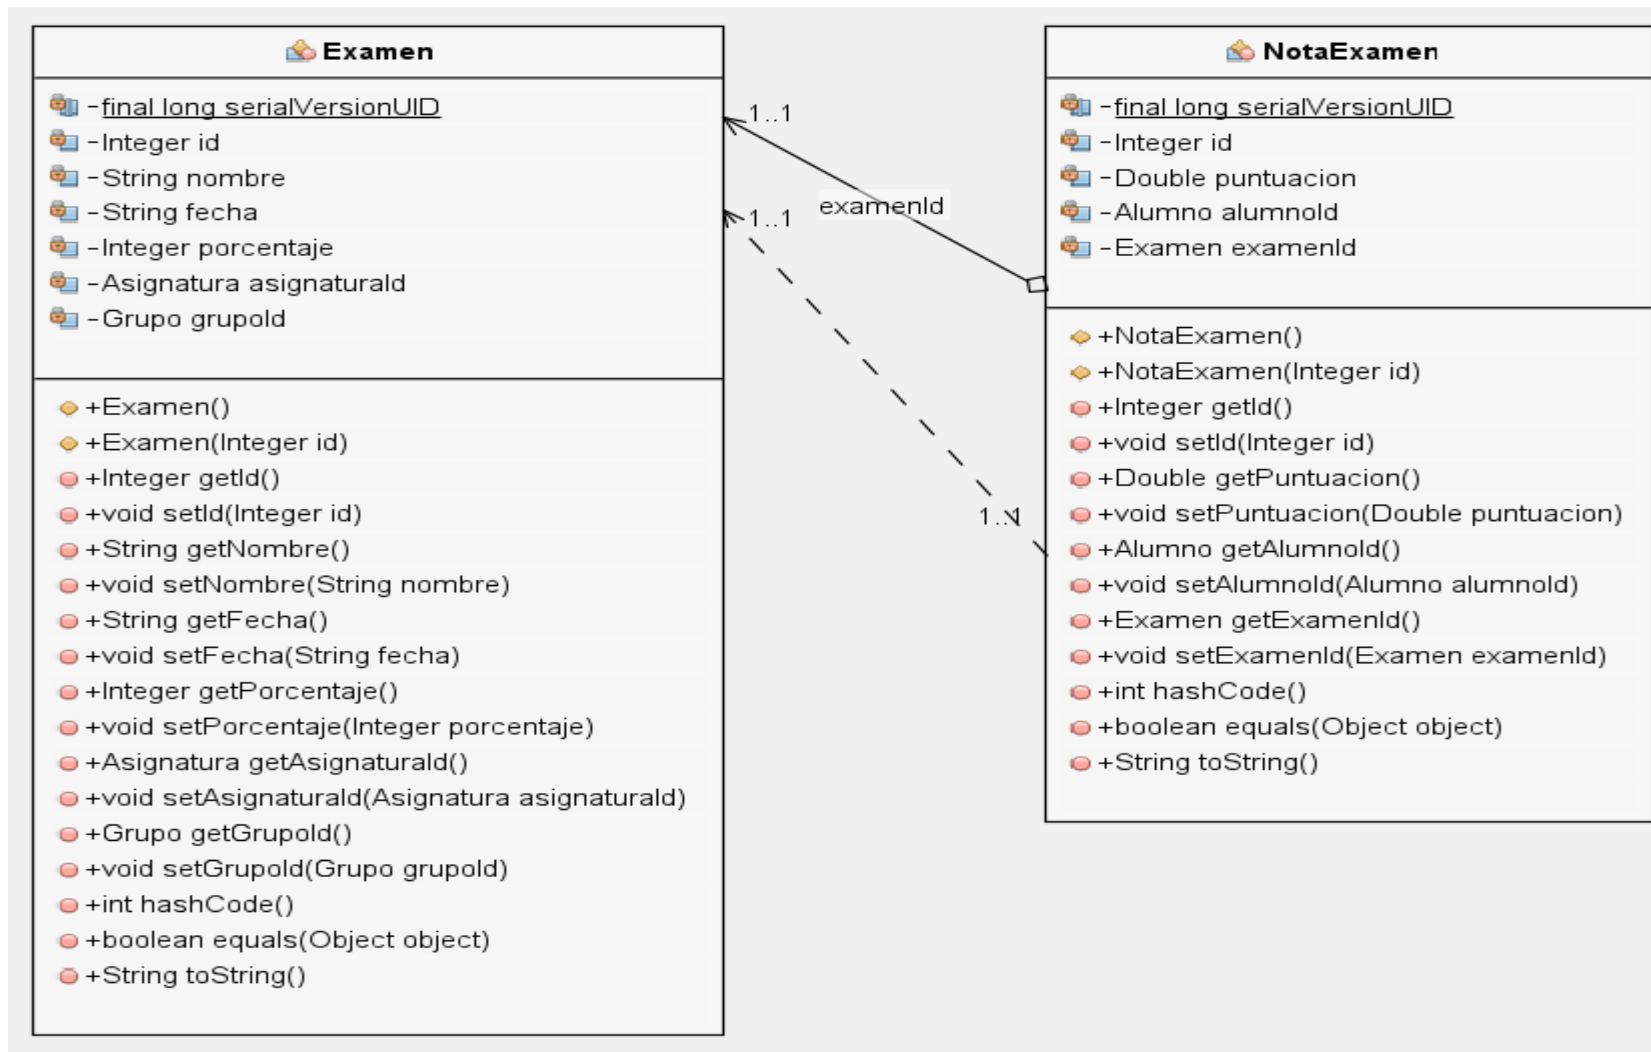 Examen
-final long serialVersionUID
-Integer id
-String nombre
-String fecha
-Integer porcentaje
-Asignatura asignaturaId
-Grupo grupoId
+Examen()
+Examen(Integer id)
+Integer getId()
+void setId(Integer id)
+String getNombre()
+void setNombre(String nombre)
+String getFecha()
+void setFecha(String fecha)
+Integer getPorcentaje()
+void setPorcentaje(Integer porcentaje)
+Asignatura getAsignaturaId()
+void setAsignaturaId(Asignatura asignaturaId)
+Grupo getGrupoId()
+void setGrupoId(Grupo grupoId)
+int hashCode()
+boolean equals(Object object)
+String toString()
1..1
examenId
1..1
1..1
NotaExamen
-final long serialVersionUID
-Integer id
-Double puntuacion
-Alumno alumnoId
-Examen examenId
+NotaExamen()
+NotaExamen(Integer id)
+Integer getId()
+void setId(Integer id)
+Double getPuntuacion()
+void setPuntuacion(Double puntuacion)
+Alumno getAlumnoId()
+void setAlumnoId(Alumno alumnoId)
+Examen getExamenId()
+void setExamenId(Examen examenId)
+int hashCode()
+boolean equals(Object object)
+String toString()